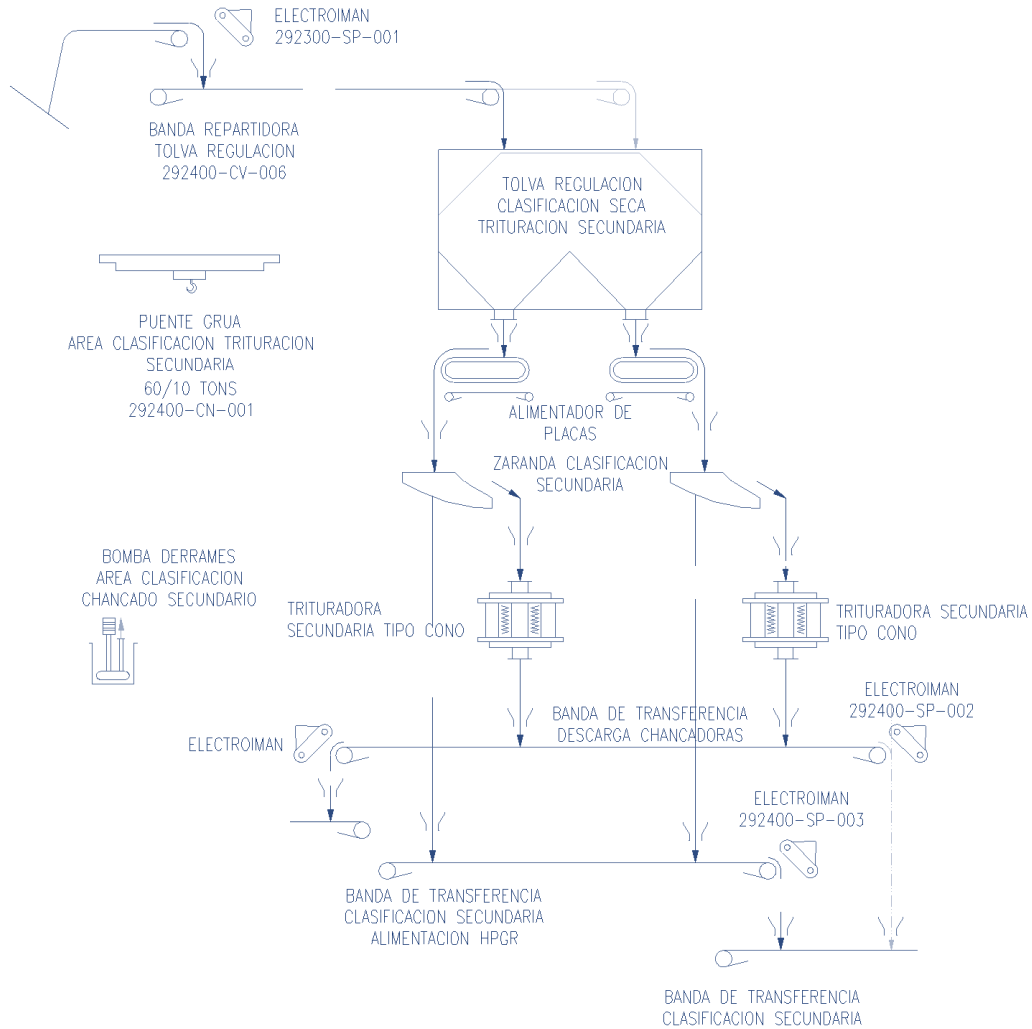 ELECTROIMAN
292300-SP-001
BANDA REPARTIDORA
TOLVA REGULACION
292400-CV-006
TOLVA REGULACION
CLASIFICACION SECA
TRITURACION SECUNDARIA
PUENTE GRUA
AREA CLASIFICACION TRITURACION
SECUNDARIA
60/10 TONS
292400-CN-001
ALIMENTADOR DE
PLACAS
ZARANDA CLASIFICACION
SECUNDARIA
BOMBA DERRAMES
AREA CLASIFICACION
CHANCADO SECUNDARIO
TRITURADORA
SECUNDARIA TIPO CONO
TRITURADORA SECUNDARIA
TIPO CONO
ELECTROIMAN
292400-SP-002
BANDA DE TRANSFERENCIA
DESCARGA CHANCADORAS
ELECTROIMAN
ELECTROIMAN
292400-SP-003
BANDA DE TRANSFERENCIA
CLASIFICACION SECUNDARIA
ALIMENTACION HPGR
BANDA DE TRANSFERENCIA
CLASIFICACION SECUNDARIA